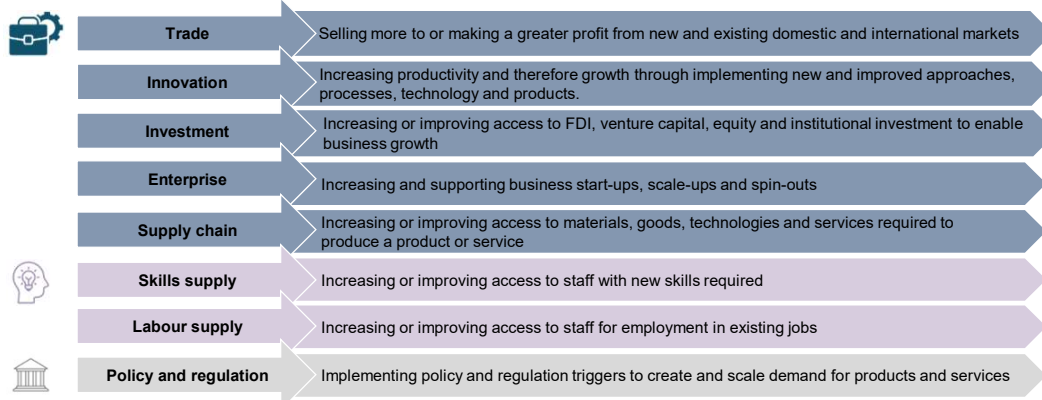 Trade
Selling more to or making a greater profit from new and existing domestic and international markets
Innovation
Increasing productivity and therefore growth through implementing new and improved approaches,
processes, technology and products.
Investment
Increasing or improving access to FDI, venture capital, equity and institutional investment to enable
business growth
Enterprise
Increasing and supporting business start-ups, scale-ups and spin-outs
Supply chain
Increasing or improving access to materials, goods, technologies and services required to
produce a product or service
Skills supply
Increasing or improving access to staff with new skills required
Labour supply
Increasing or improving access to staff for employment in existing jobs
Policy and regulation
Implementing policy and regulation triggers to create and scale demand for products and services